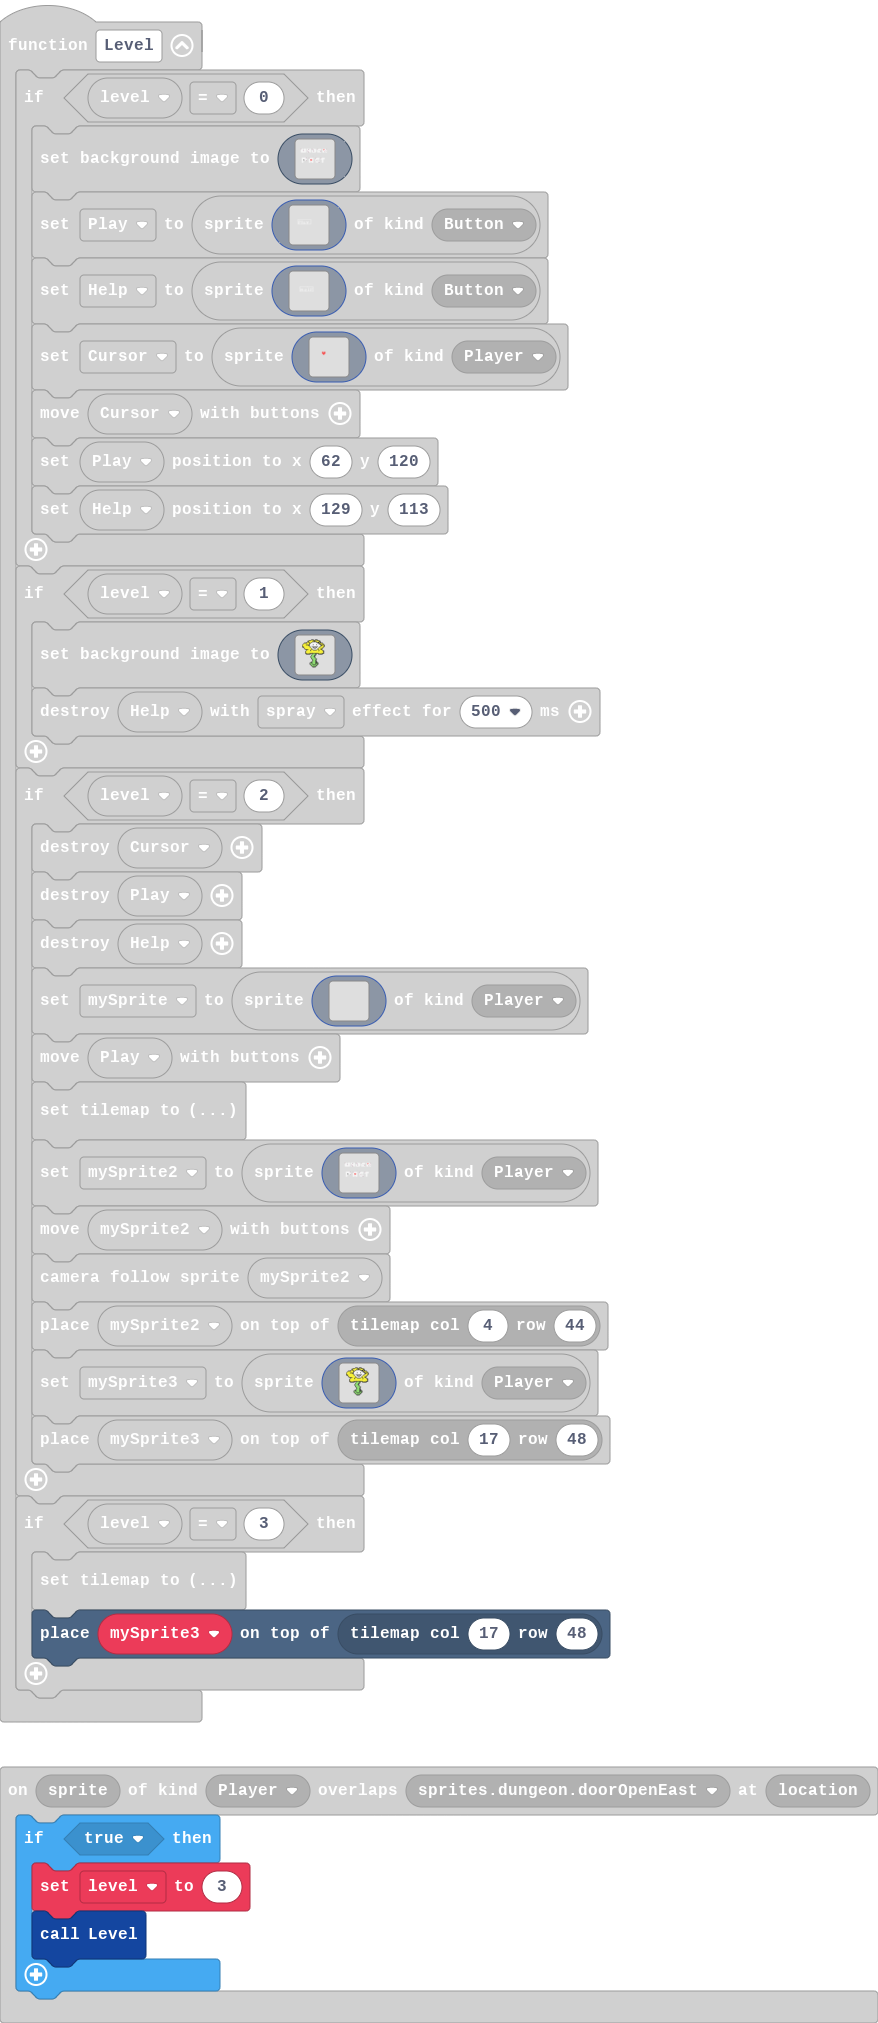 function Level
if level = 0 then
set background image to
set Play to sprite of kind Button
set Help to sprite of kind Button
set Cursor to sprite of kind Player
move Cursor with buttons
set Play position to x 62 y 120
set Help position to x 129 y 113
if level = 1 then
set background image to
destroy Help with spray effect for 500 ms
if level = 2 then
destroy Cursor
destroy Play
destroy Help
set mySprite to sprite of kind Player
move Play with buttons
set tilemap to (...)
set mySprite2 to sprite of kind Player
move mySprite2 with buttons
camera follow sprite mySprite2
place mySprite2 on top of tilemap col 4 row 44
set mySprite3 to sprite of kind Player
place mySprite3 on top of tilemap col 17 row 48
if level = 3 then
set tilemap to (...)
place mySprite3 on top of tilemap col 17 row 48
on sprite of kind Player overlaps sprites.dungeon.doorOpenEast at location
if true then
set level to 3
call Level